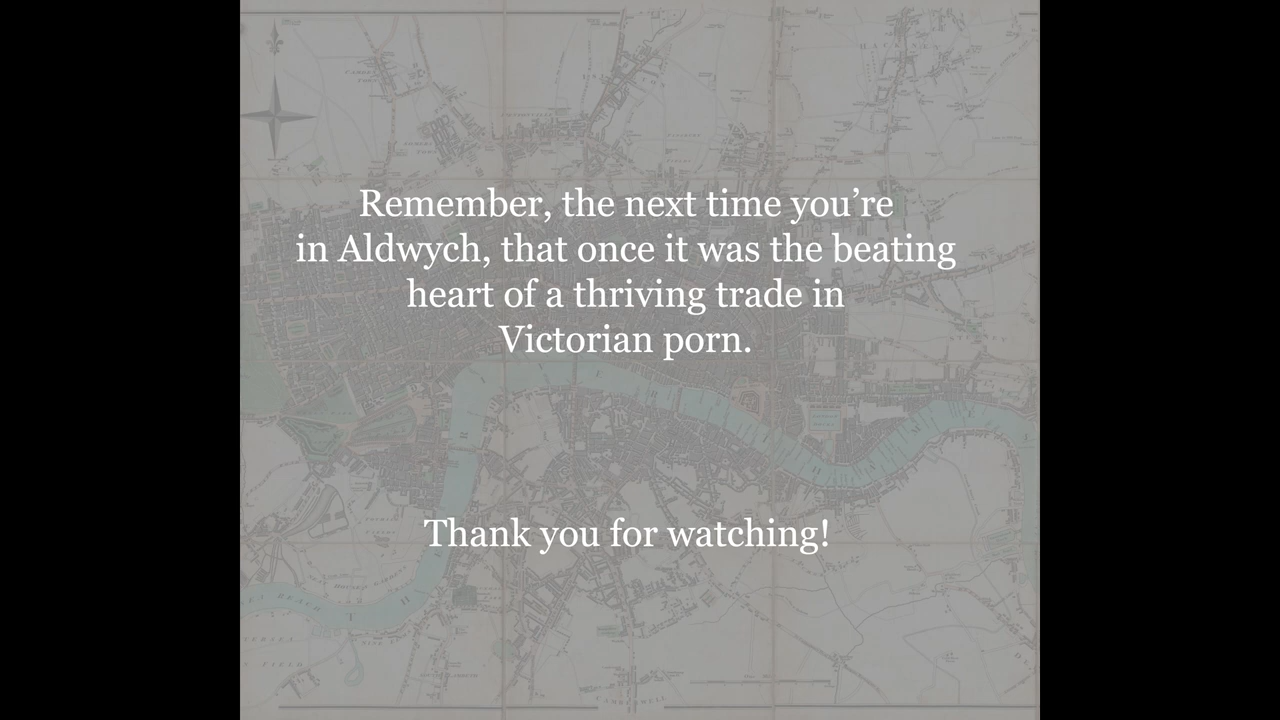 Remember, the next time you’re
in Aldwych, that once it was the beating
heart of a thriving trade in
Victorian porn.
Thank you for watching!